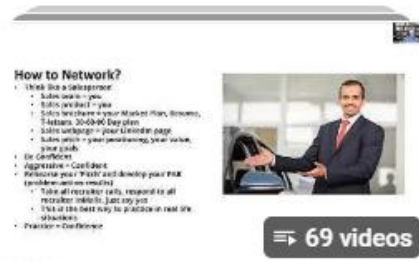 How to Network?
• Think like a Salesperson
• Sales team = you
• Sales product = you
• Sales brochure = your Market Plan, Resume,
T-letters, 30-60-90 Day plan
• Sales webpage = your LinkedIn page
• Sales pitch = your positioning, your value,
your goals
• Be Confident
• Aggressive = Confident
• Rehearse your "Pitch" and develop your PAR
(problem action results)
• Take all recruiter calls, respond to all
recruiter InMails, just say yes
• This is the best way to practice in real life
situations
• Practice = Confidence
69 videos